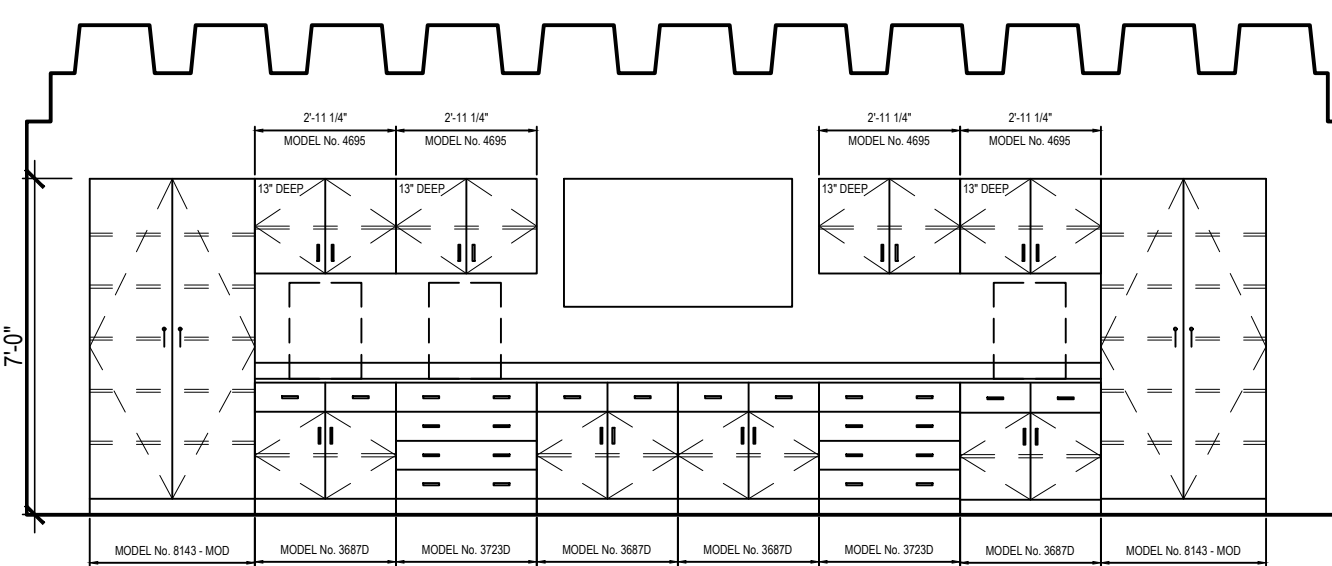 2'-11 1/4"
2'-11 1/4"
2'-11 1/4"
2'-11 1/4"
MODEL No. 4695
MODEL No. 4695
MODEL No. 4695
MODEL No. 4695
13" DEEP
13" DEEP
13" DEEP
13" DEEP
7'-0"
MODEL No. 8143 - MOD
MODEL No. 3687D
MODEL No. 3723D
MODEL No. 3687D
MODEL No. 3687D
MODEL No. 3723D
MODEL No. 3687D
MODEL No. 8143 - MOD